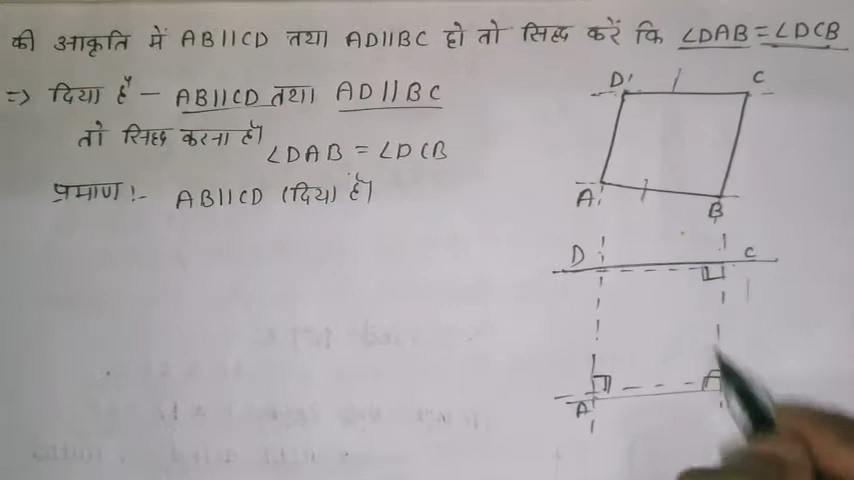 की आकृति में AB||CD तथा AD||BC हो तो सिद्ध करें कि ∠DAB = ∠DCB
=> दिया है - AB||CD तथा AD||BC
तो सिद्ध करना है।
∠DAB = ∠DCB
प्रमाण :- AB||CD (दिया है)
D
C
A
B
D
C
A